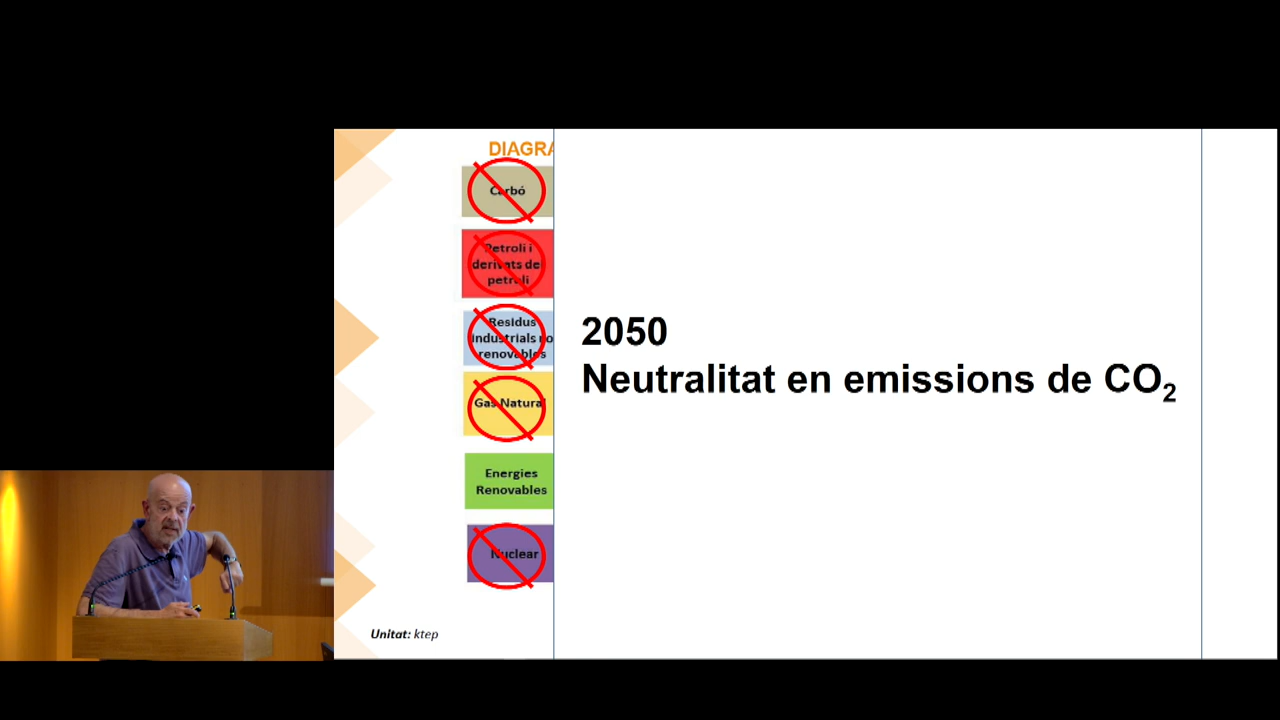 DIAGRA
Carbó
Petroli i
derivats del
petroli
Residus
industrials no
renovables
Gas Natural
Energies
Renovables
Nuclear
2050
Neutralitat en emissions de CO₂
Unitat: ktep